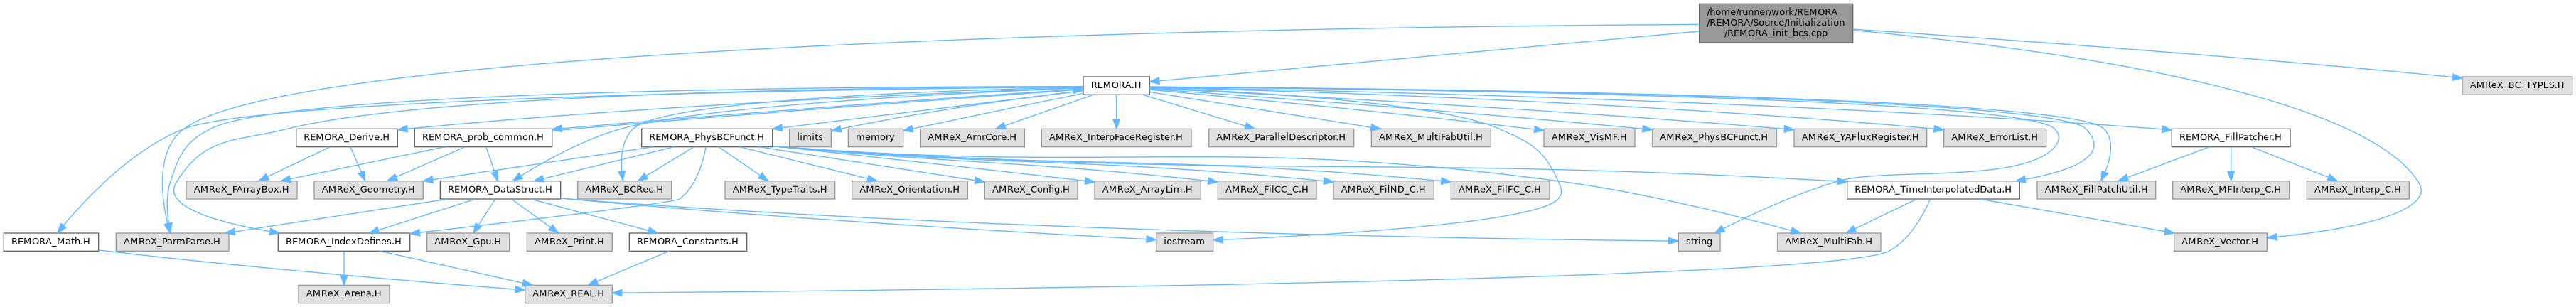 /home/runner/work/REMORA
/REMORA/Source/Initialization
/REMORA_init_bcs.cpp
REMORA.H
AMReX_BC_TYPES.H
REMORA_Derive.H
REMORA_prob_common.H
REMORA_PhysBCFunct.H
limits
memory
AMReX_AmrCore.H
AMReX_InterpFaceRegister.H
AMReX_ParallelDescriptor.H
AMReX_MultiFabUtil.H
AMReX_VisMF.H
AMReX_PhysBCFunct.H
AMReX_YAFluxRegister.H
AMReX_ErrorList.H
REMORA_FillPatcher.H
AMReX_FArrayBox.H
AMReX_Geometry.H
REMORA_DataStruct.H
AMReX_BCRec.H
AMReX_TypeTraits.H
AMReX_Orientation.H
AMReX_Config.H
AMReX_ArrayLim.H
AMReX_FilCC_C.H
AMReX_FilND_C.H
AMReX_FilFC_C.H
REMORA_TimeInterpolatedData.H
AMReX_FillPatchUtil.H
AMReX_MFInterp_C.H
AMReX_Interp_C.H
REMORA_Math.H
AMReX_ParmParse.H
REMORA_IndexDefines.H
AMReX_Gpu.H
AMReX_Print.H
REMORA_Constants.H
iostream
string
AMReX_MultiFab.H
AMReX_Vector.H
AMReX_Arena.H
AMReX_REAL.H